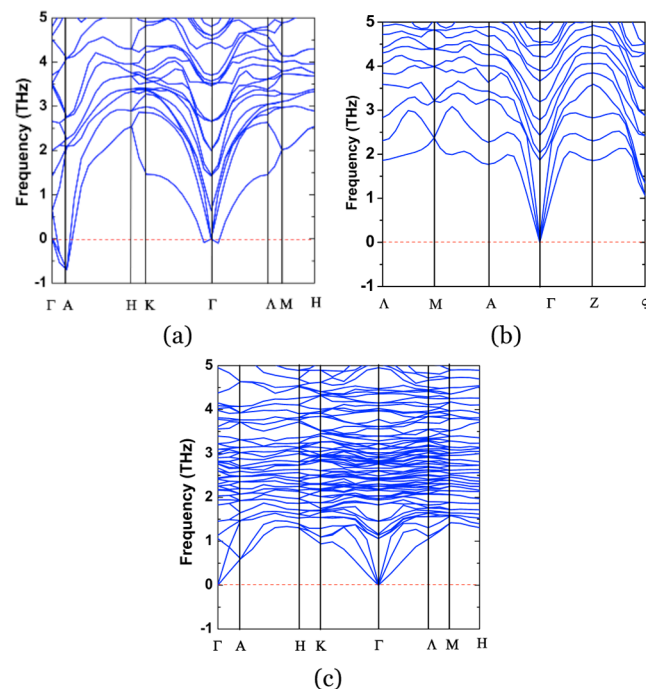 5
4
3
2
1
0
-1
Frequency (THz)
Γ A H K Γ Λ M H
(a)
5
4
3
2
1
0
-1
Frequency (THz)
Λ M A Γ Z
(b)
5
4
3
2
1
0
-1
Frequency (THz)
Γ A H K Γ Λ M H
(c)